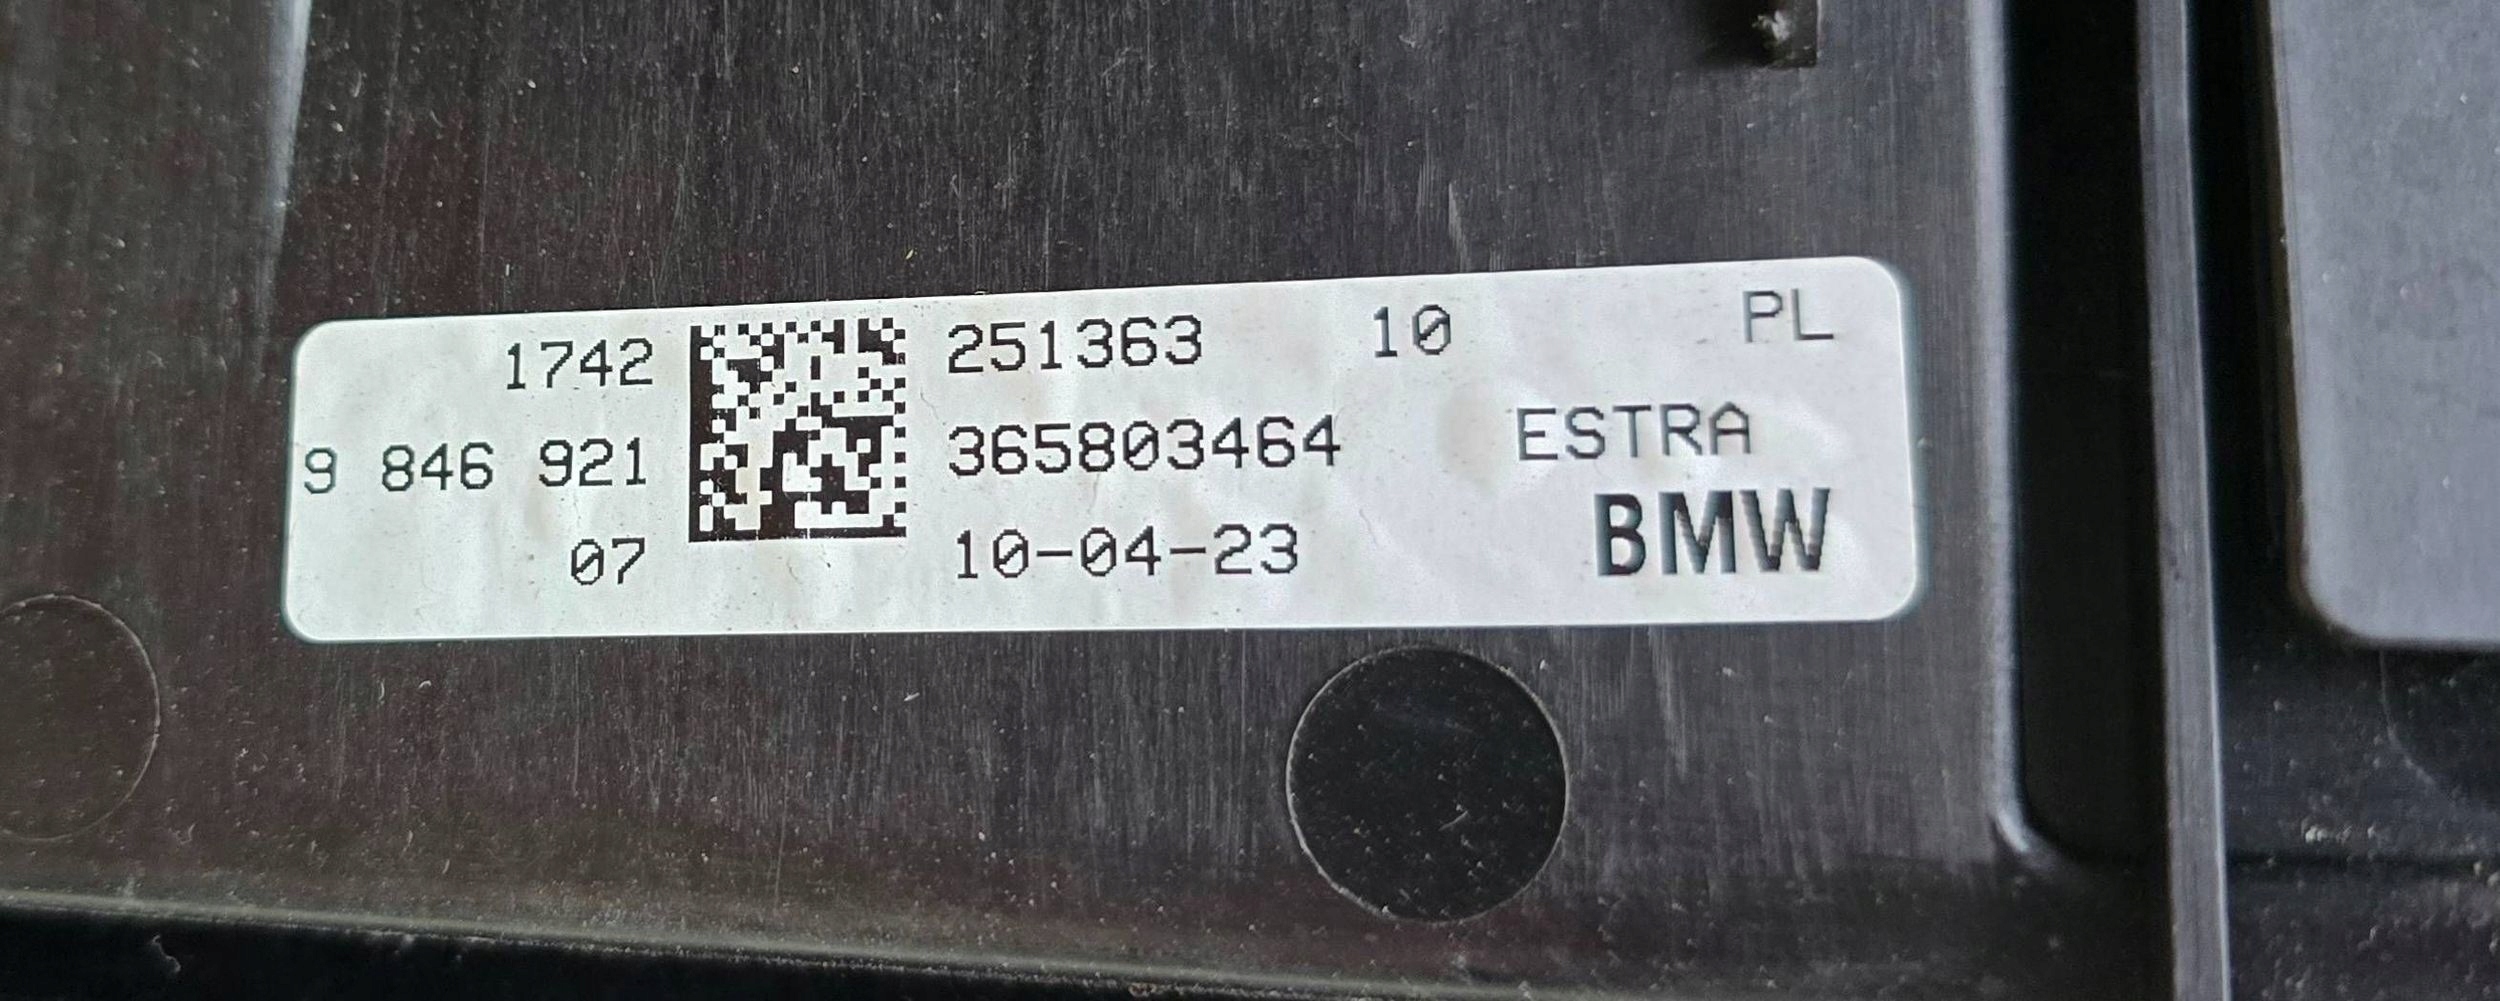 1742 251363 10 PL
9 846 921 365803464 ESTRA
07 10-04-23 BMW